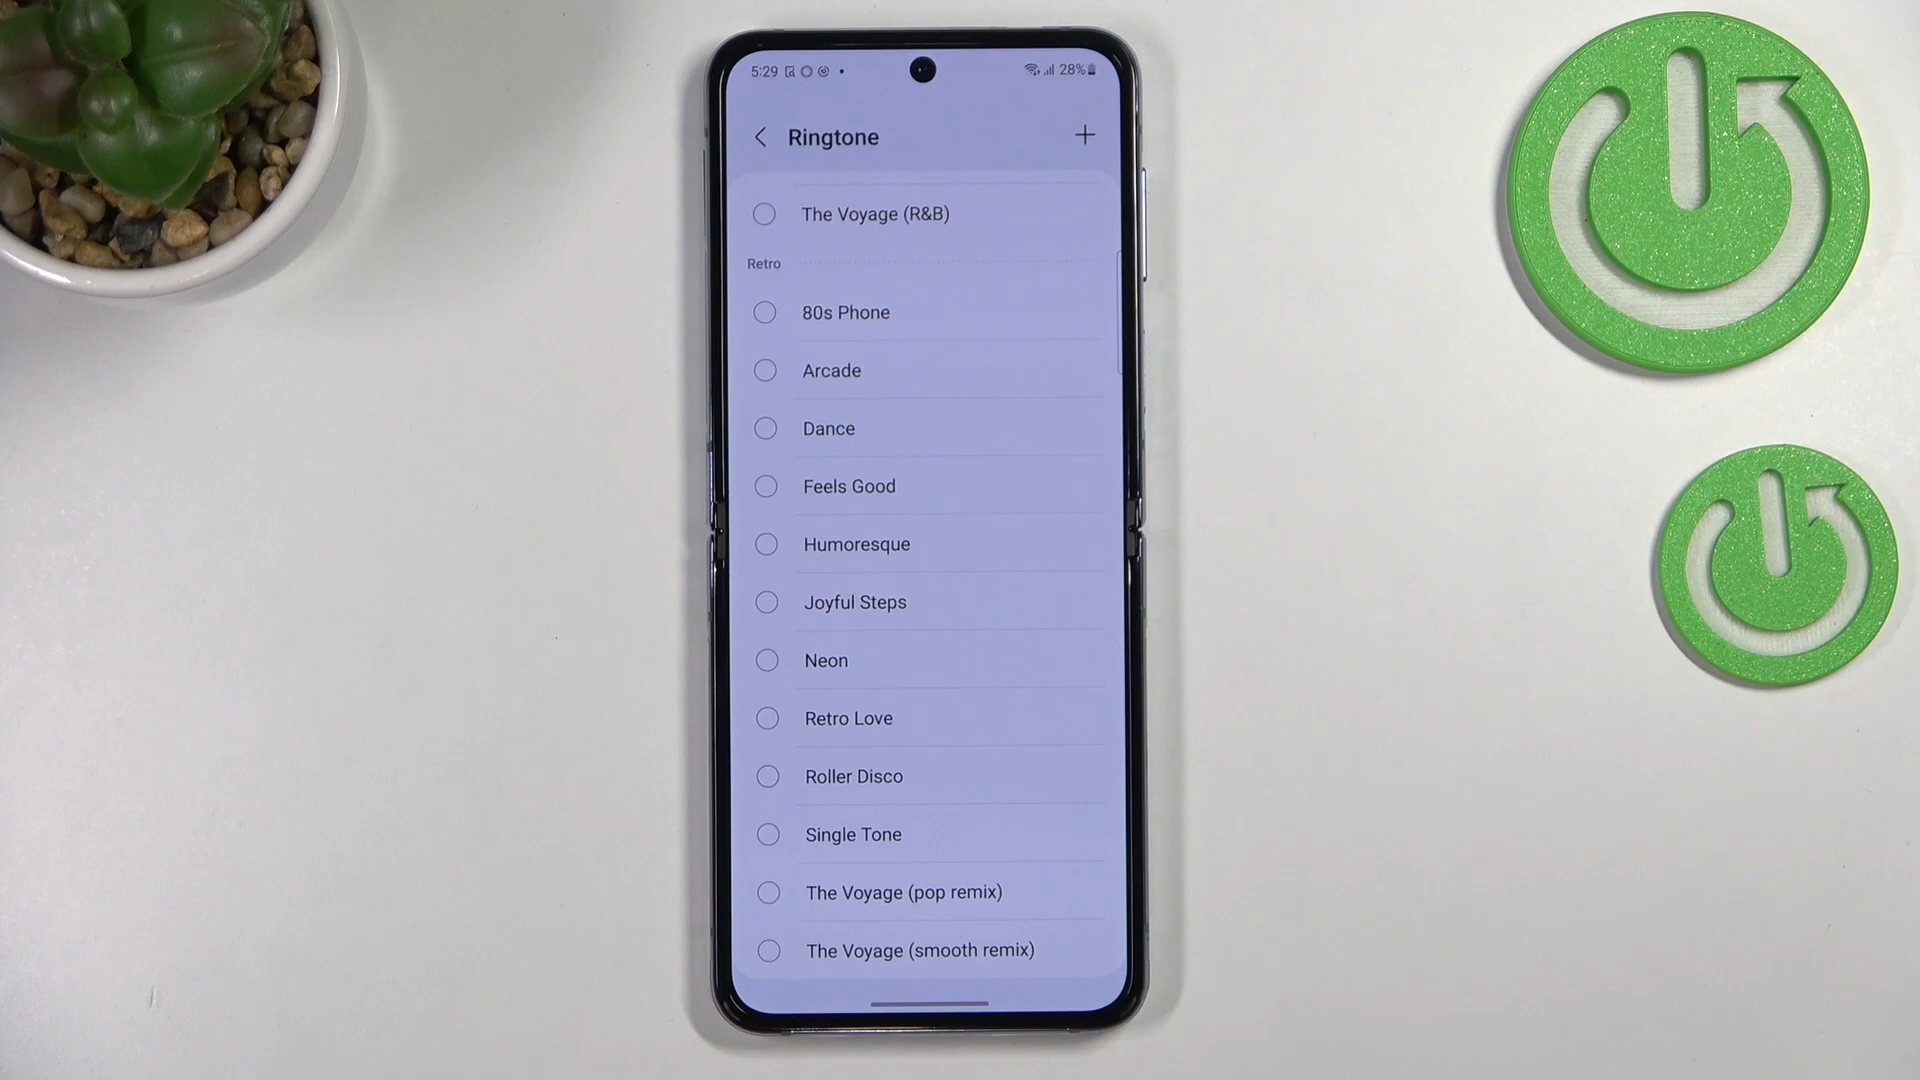 5:29 28%
Ringtone
The Voyage (R&B)
Retro
80s Phone
Arcade
Dance
Feels Good
Humoresque
Joyful Steps
Neon
Retro Love
Roller Disco
Single Tone
The Voyage (pop remix)
The Voyage (smooth remix)